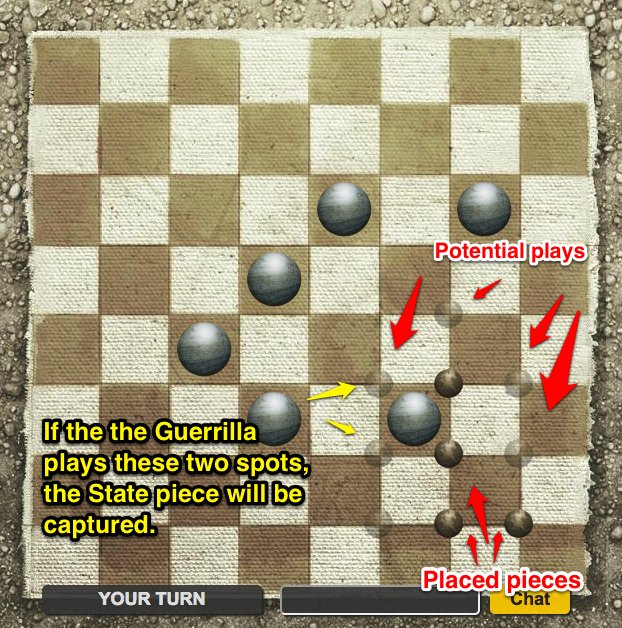 Potential plays
If the the Guerrilla
plays these two spots,
the State piece will be
captured.
Placed pieces
YOUR TURN
Chat